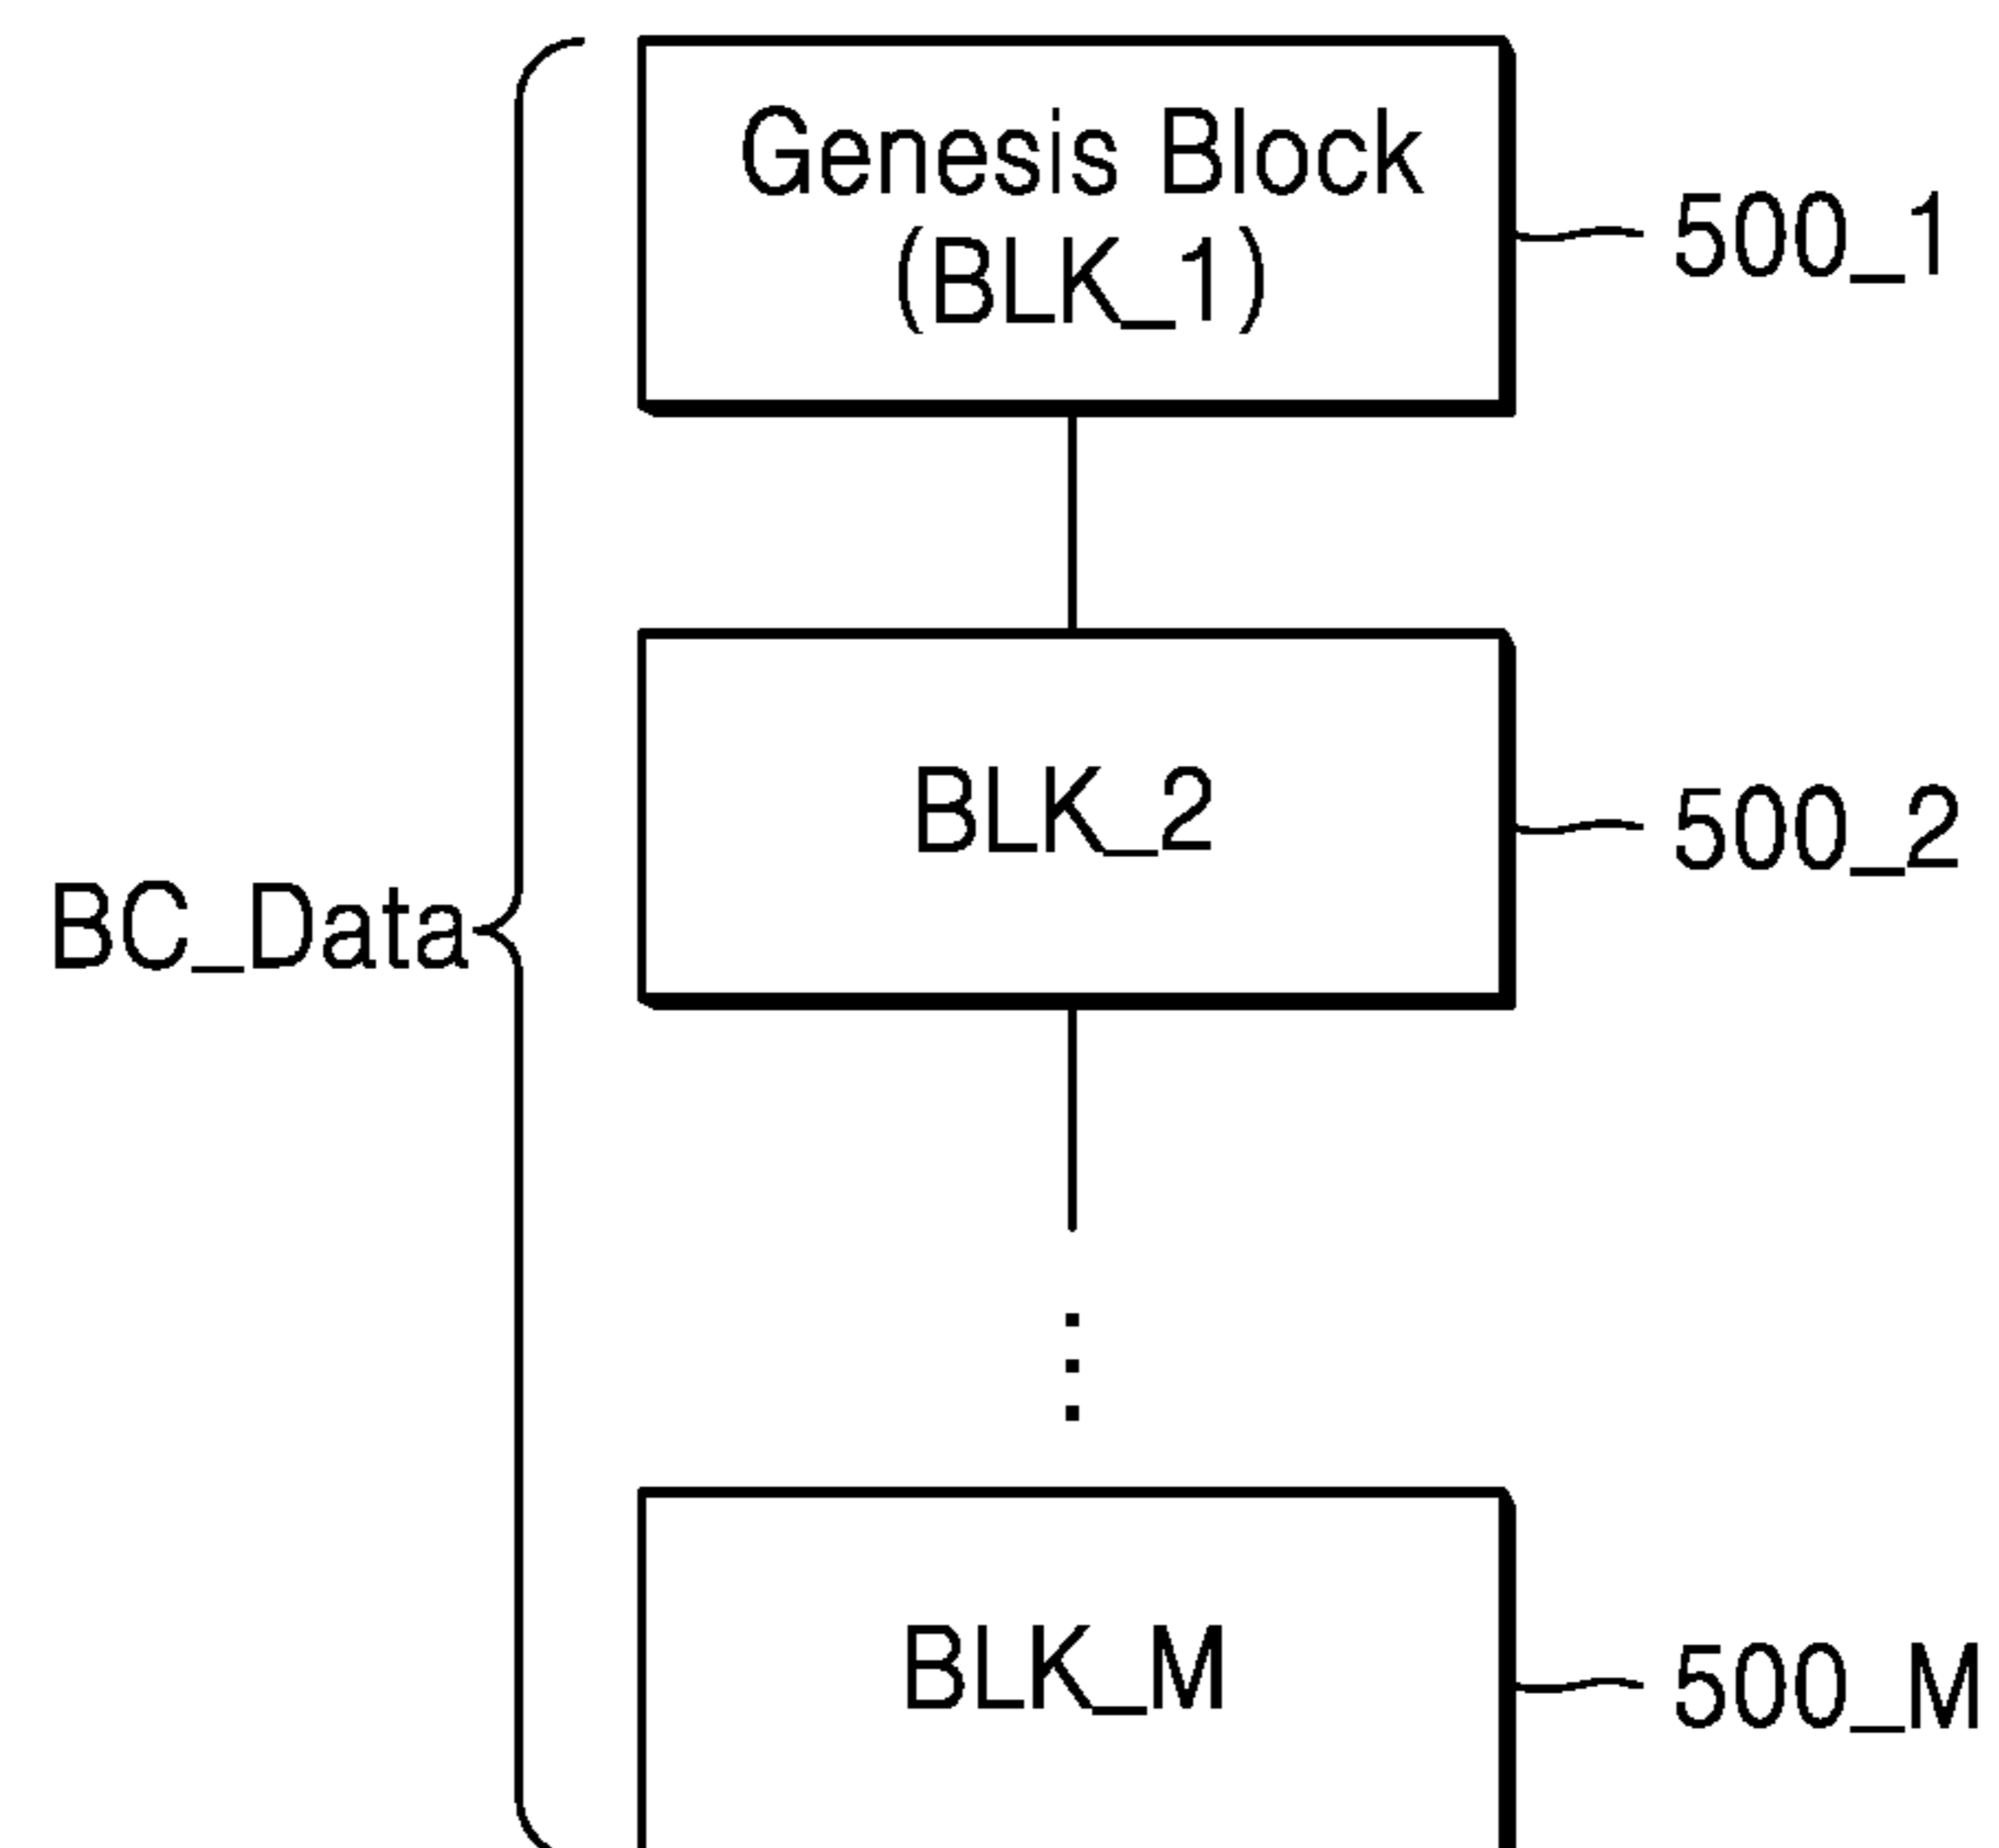 Genesis Block
(BLK_1)
500_1
BLK_2
500_2
BC_Data
BLK_M
500_M